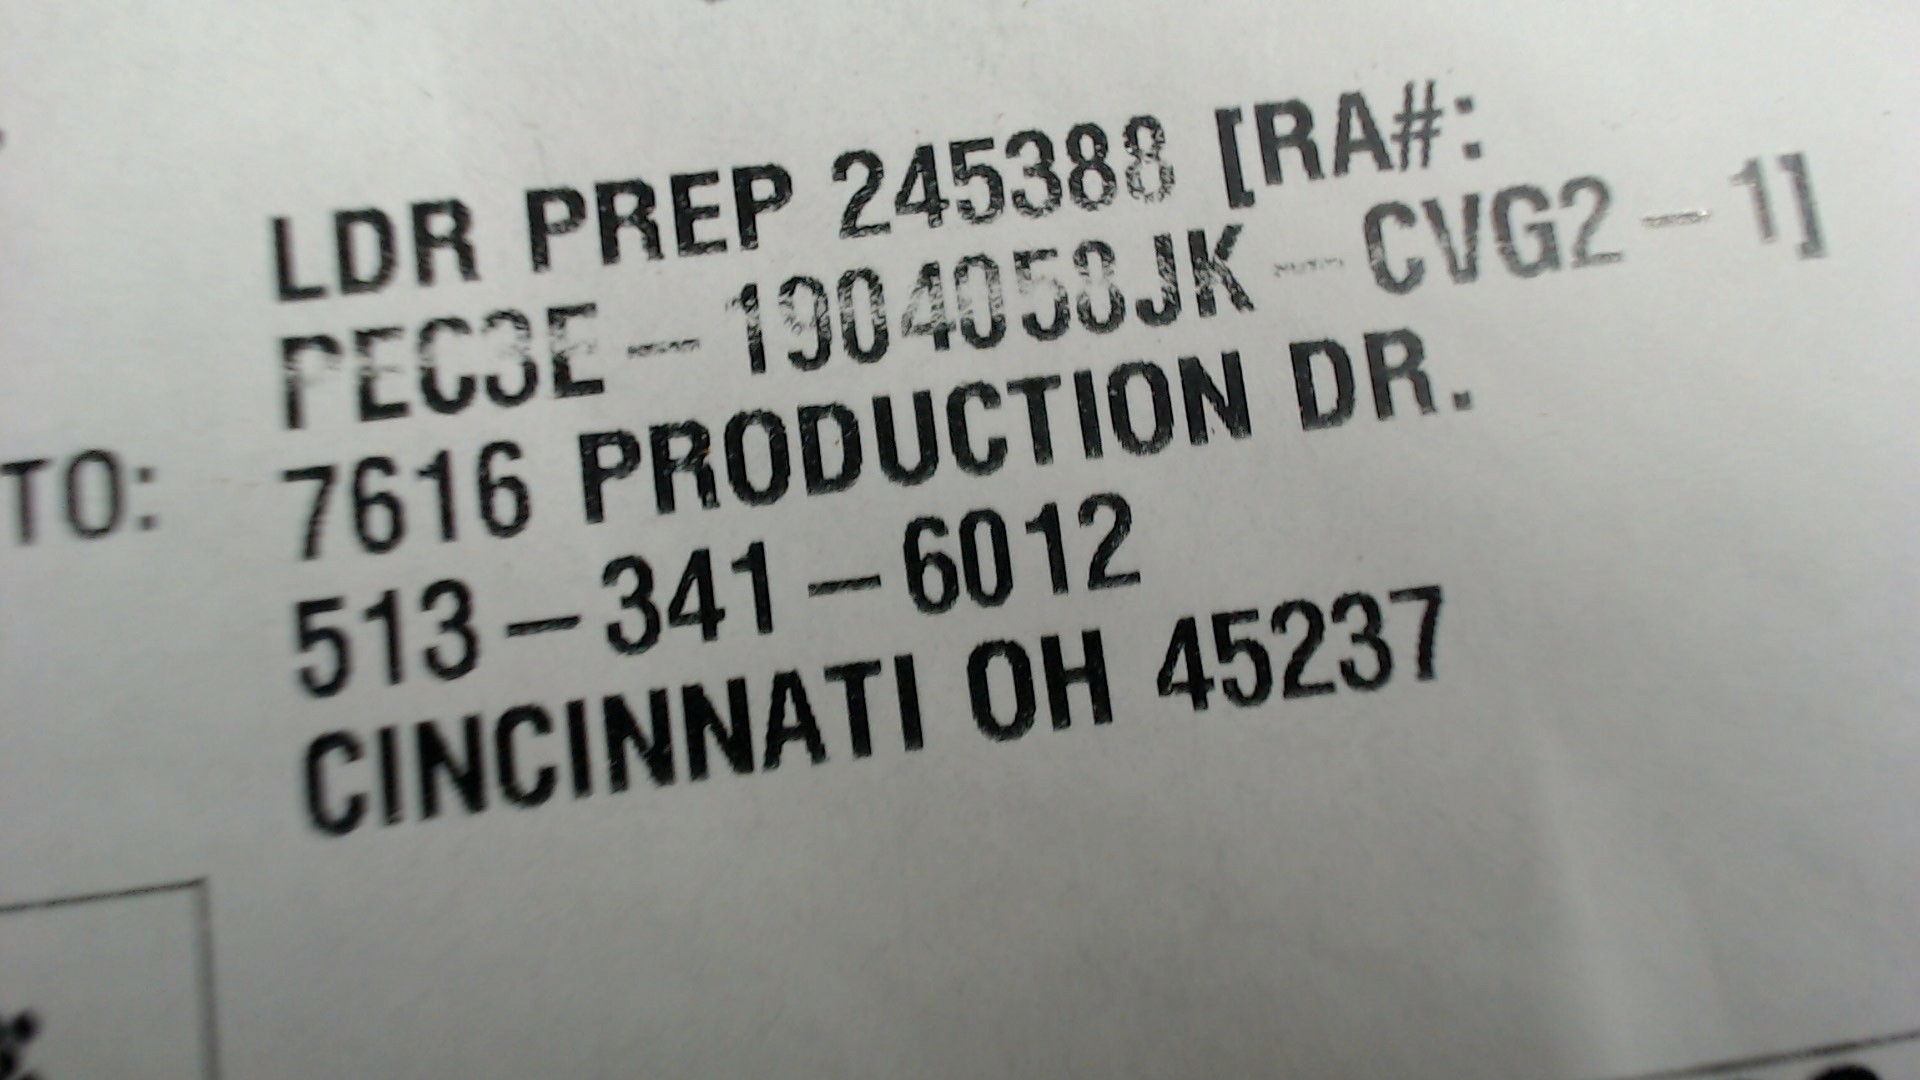 LDR PREP 245388 [RA#:
PEC3E-1904058JK-CVG2-1]
TO: 7616 PRODUCTION DR.
513-341-6012
CINCINNATI OH 45237